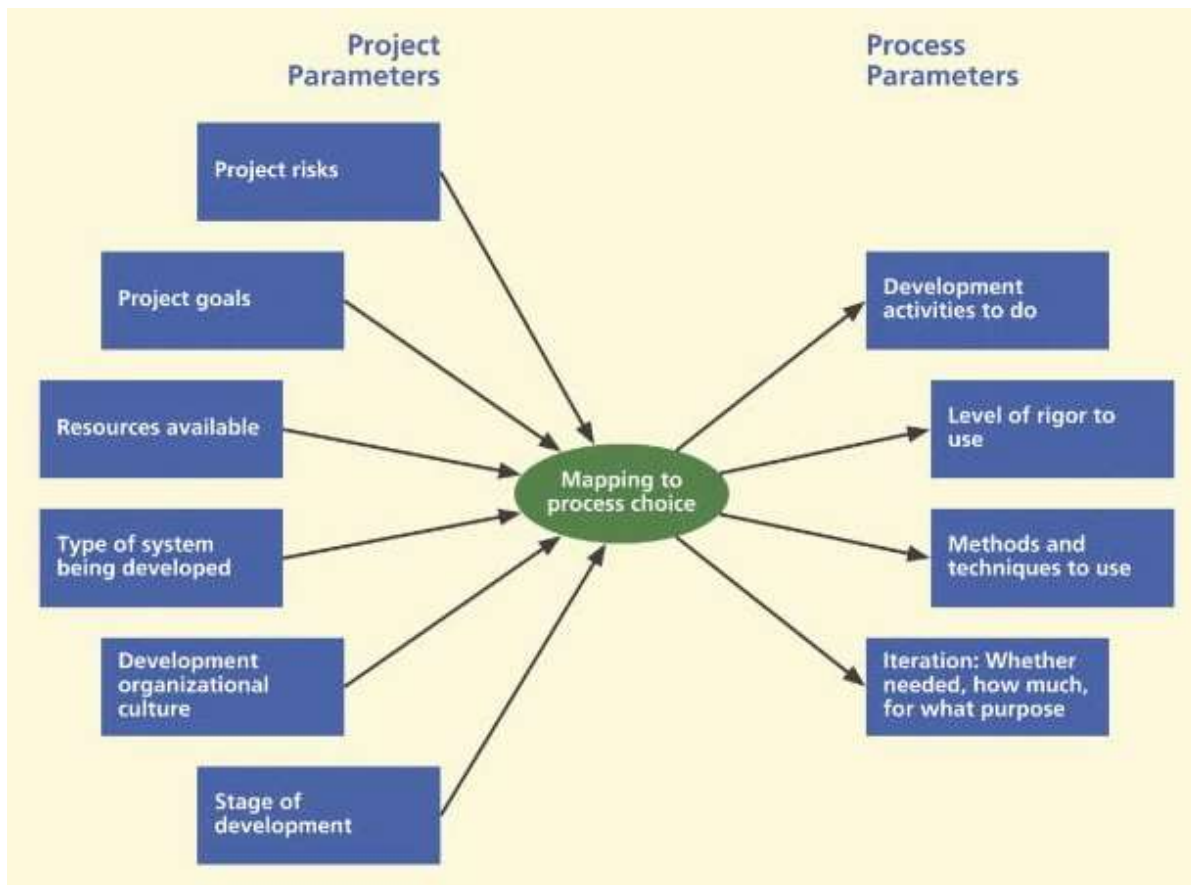 Project
Parameters
Process
Parameters
Project risks
Project goals
Resources available
Type of system
being developed
Development
organizational
culture
Stage of
development
Mapping to
process choice
Development
activities to do
Level of rigor to
use
Methods and
techniques to use
Iteration: Whether
needed, how much,
for what purpose